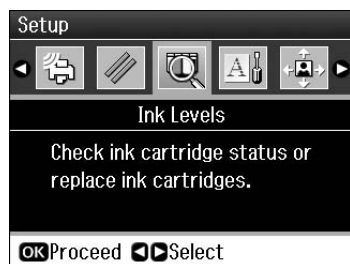 Setup
Ink Levels
Check ink cartridge status or
replace ink cartridges.
OK Proceed ◀▶Select